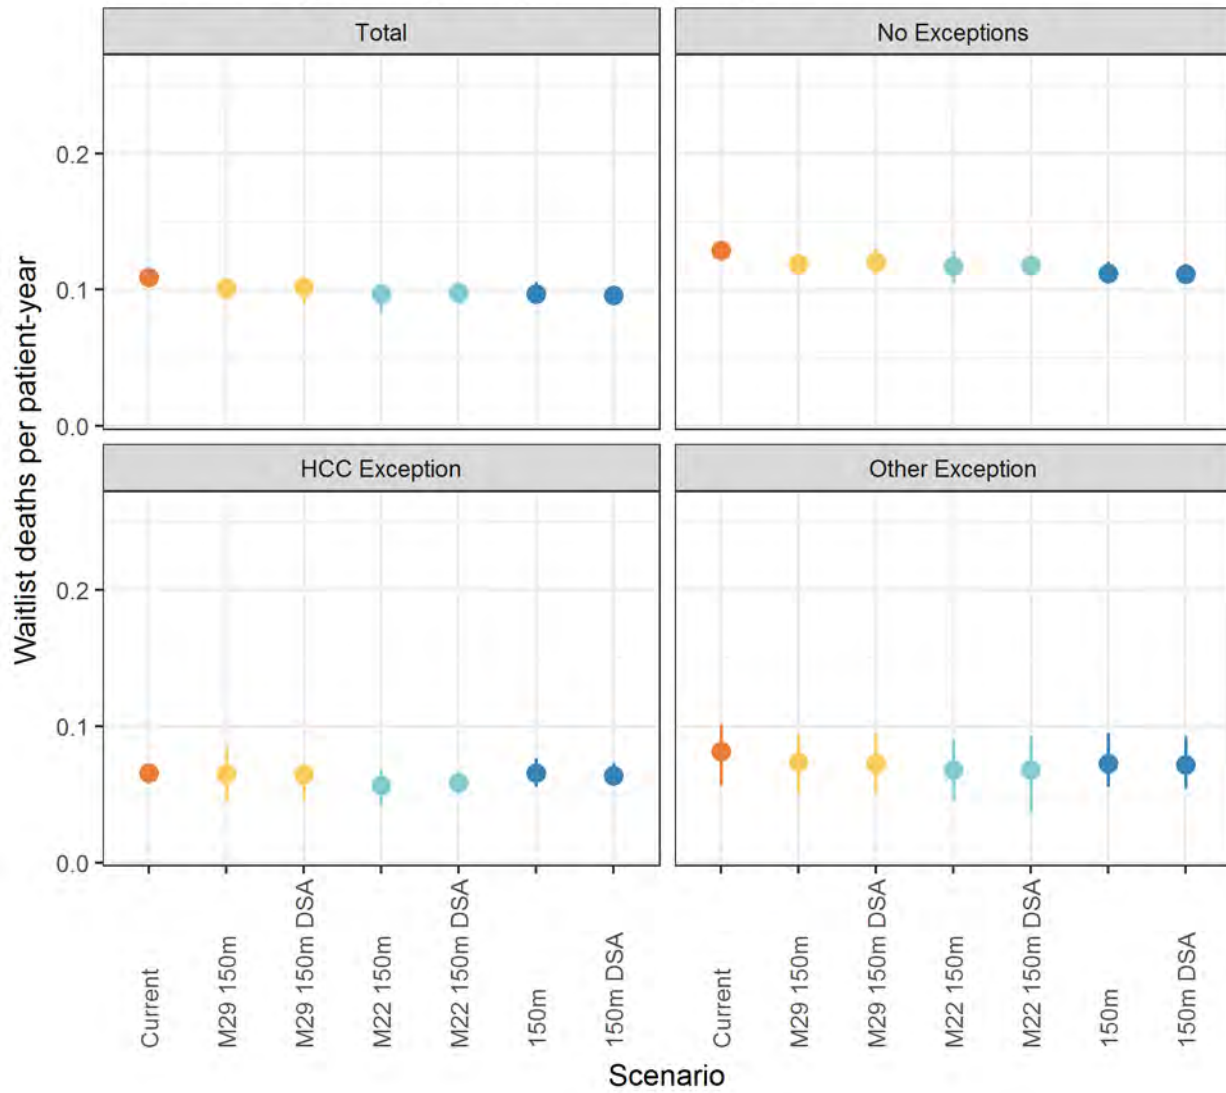 Total
No Exceptions
0.2
0.1
0.0
HCC Exception
Other Exception
0.2
0.1
0.0
Waitlist deaths per patient-year
Current
M29 150m
M29 150m DSA
M22 150m
M22 150m DSA
150m
150m DSA
Current
M29 150m
M29 150m DSA
M22 150m
M22 150m DSA
150m
150m DSA
Scenario